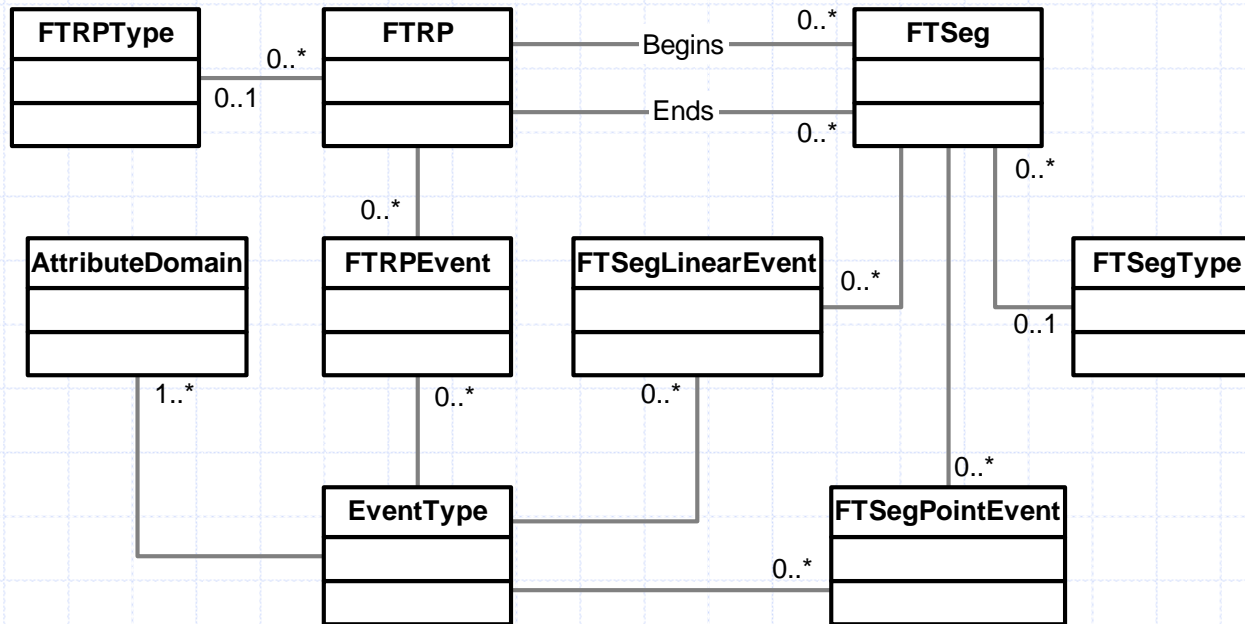 FTRPType
FTRP
FTSeg
0..*
Begins
0..*
0..1
Ends
0..*
0..*
0..*
AttributeDomain
FTRPEvent
FTSegLinearEvent
FTSegType
0..*
0..1
1..*
0..*
0..*
0..*
EventType
FTSegPointEvent
0..*